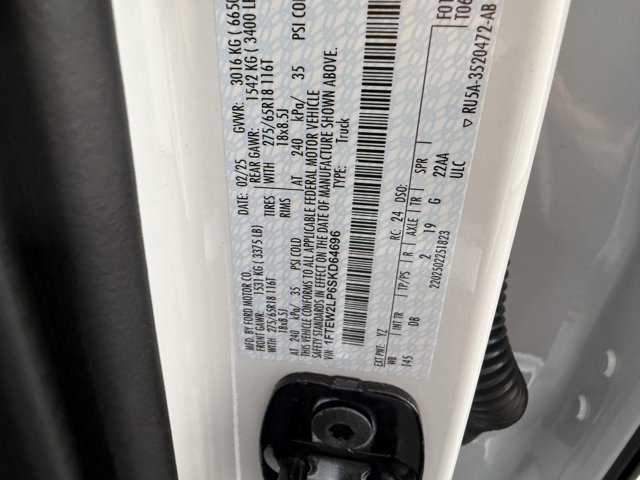 BY FORD MOTOR CO. DATE: 02/25 GVWR: 3016 KG ( 6650
FRONT GAWR: 1531 KG ( 3375 LB) REAR GAWR: 1542 KG ( 3400 LB
WITH 275/65R18 116T TIRES WITH 275/65R18 116T
18x8.5J RIMS 18x8.5J
AT 240 kPa/ 35 PSI COLD AT 240 kPa/ 35 PSI COL
THIS VEHICLE CONFORMS TO ALL APPLICABLE FEDERAL MOTOR VEHICLE
SAFETY STANDARDS IN EFFECT ON THE DATE OF MANUFACTURE SHOWN ABOVE.
VIN: 1FTEW2LP6SKD64696 TYPE: Truck
EXT PNT: YZ RC: 24 DSO: F01
WB INT TR TP/PS R AXLE TR SPR T06
145 DB 2 19 G 22AA
2202502251823 ULC
▽ RU5A-3520472-AB